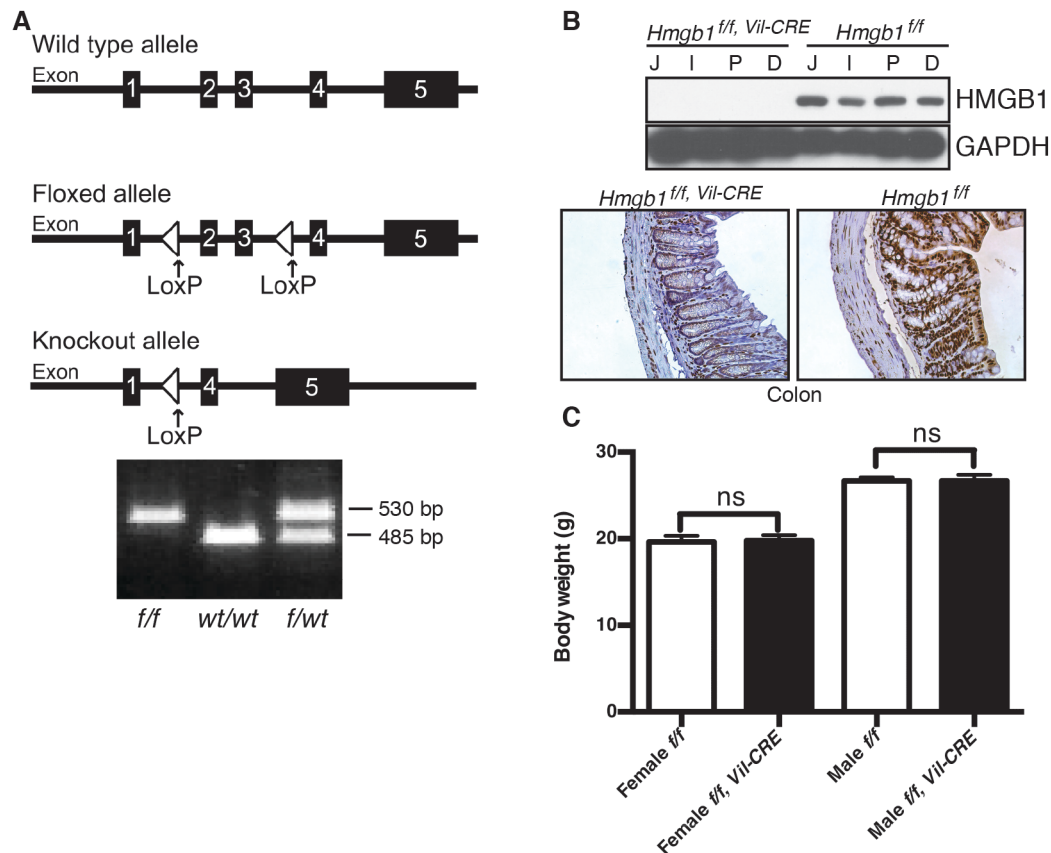 A
Wild type allele
Exon
1 2 3 4 5
Floxed allele
Exon
1 2 3 4 5
LoxP LoxP
Knockout allele
Exon
1 4 5
LoxP
530 bp
485 bp
f/f wt/wt f/wt
B
Hmgb1 f/f, Vil-CRE Hmgb1 f/f
J I P D J I P D
HMGB1
GAPDH
Hmgb1 f/f, Vil-CRE Hmgb1 f/f
Colon
C
Body weight (g)
30
20
10
0
ns
ns
Female f/f
Female f/f, Vil-CRE
Male f/f
Male f/f, Vil-CRE